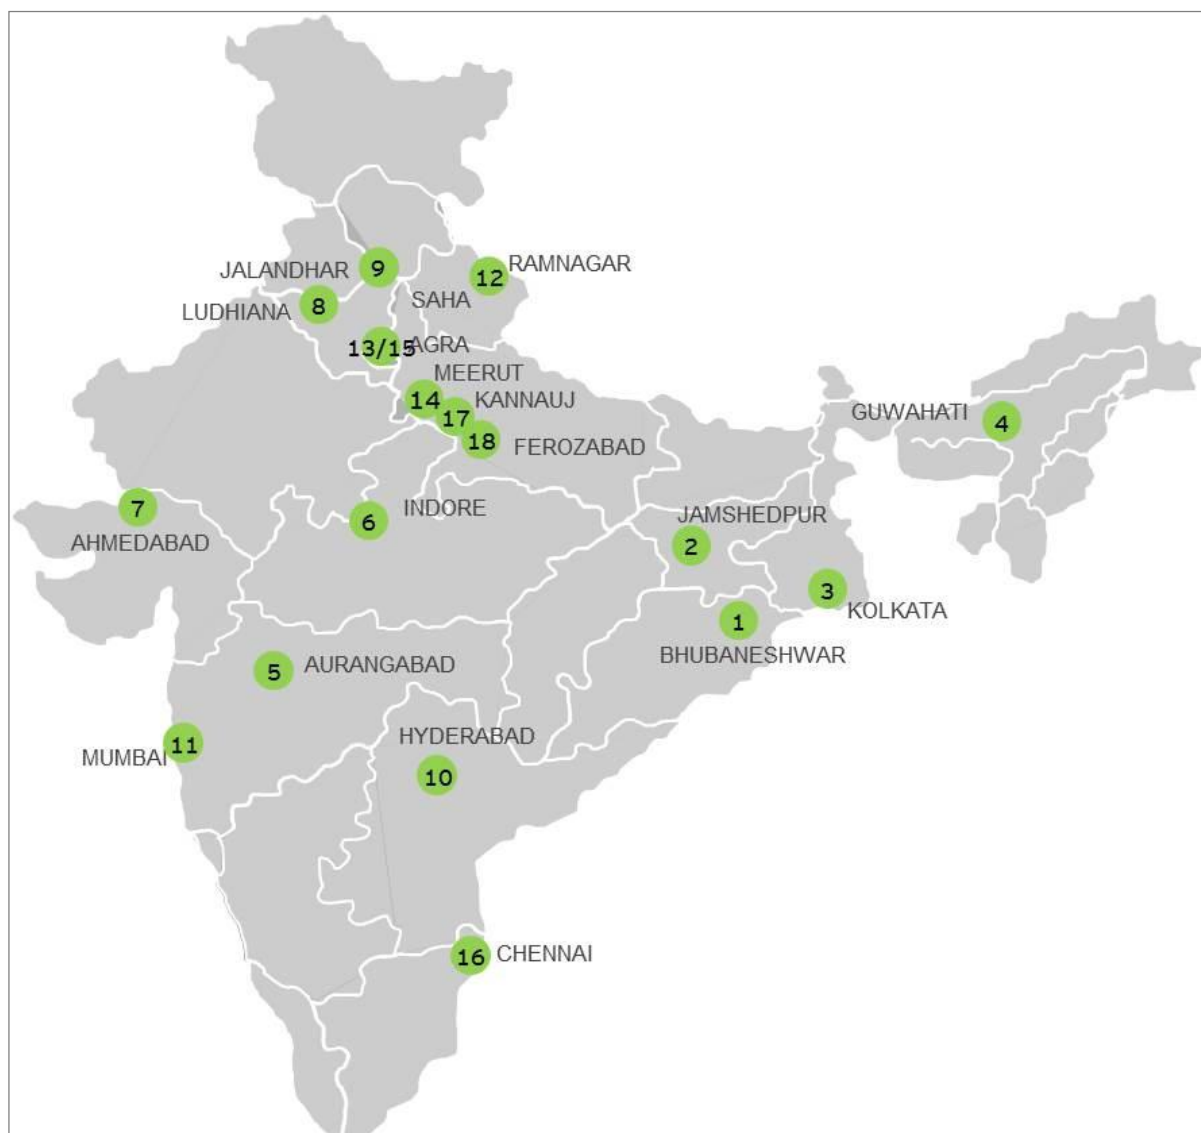 JALANDHAR 9
12 RAMNAGAR
SAHA
LUDHIANA 8
13/15 AGRA
MEERUT
14
KANNAUJ
17
18
FEROZABAD
GUWAHATI 4
7
AHMEDABAD
6
INDORE
JAMSHEDPUR
2
3
KOLKATA
1
BHUBANESHWAR
5 AURANGABAD
MUMBAI 11
HYDERABAD
10
16 CHENNAI